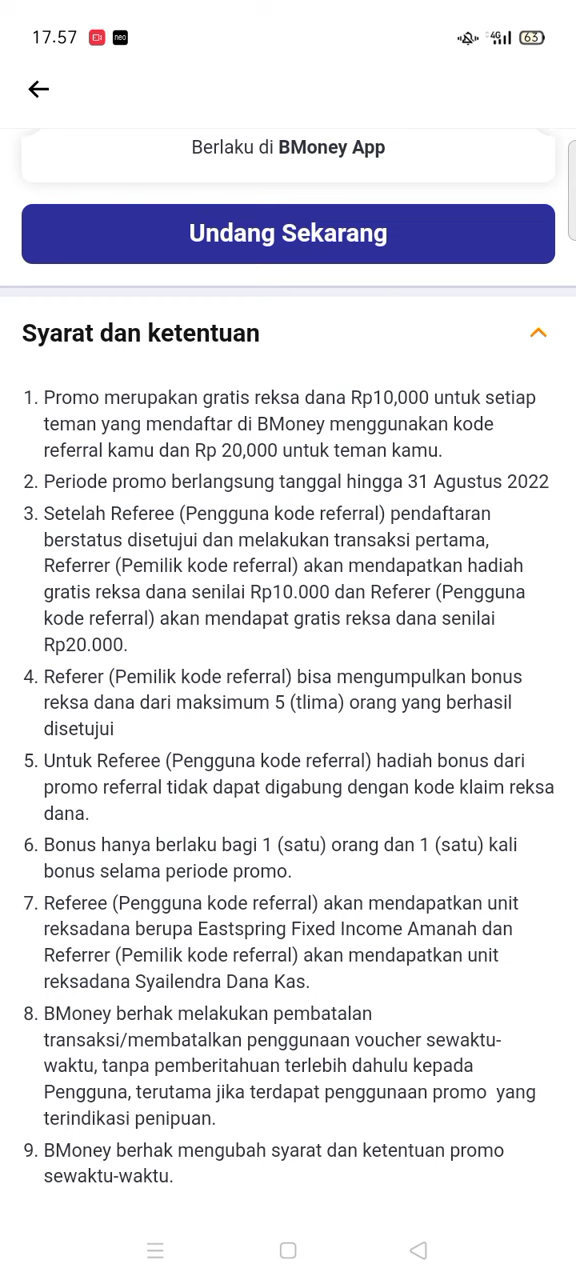 17.57 neo 4G 63
Berlaku di BMoney App
Undang Sekarang
Syarat dan ketentuan
1. Promo merupakan gratis reksa dana Rp10,000 untuk setiap
teman yang mendaftar di BMoney menggunakan kode
referral kamu dan Rp 20,000 untuk teman kamu.
2. Periode promo berlangsung tanggal hingga 31 Agustus 2022
3. Setelah Referee (Pengguna kode referral) pendaftaran
berstatus disetujui dan melakukan transaksi pertama,
Referrer (Pemilik kode referral) akan mendapatkan hadiah
gratis reksa dana senilai Rp10.000 dan Referer (Pengguna
kode referral) akan mendapat gratis reksa dana senilai
Rp20.000.
4. Referer (Pemilik kode referral) bisa mengumpulkan bonus
reksa dana dari maksimum 5 (tlima) orang yang berhasil
disetujui
5. Untuk Referee (Pengguna kode referral) hadiah bonus dari
promo referral tidak dapat digabung dengan kode klaim reksa
dana.
6. Bonus hanya berlaku bagi 1 (satu) orang dan 1 (satu) kali
bonus selama periode promo.
7. Referee (Pengguna kode referral) akan mendapatkan unit
reksadana berupa Eastspring Fixed Income Amanah dan
Referrer (Pemilik kode referral) akan mendapatkan unit
reksadana Syailendra Dana Kas.
8. BMoney berhak melakukan pembatalan
transaksi/membatalkan penggunaan voucher sewaktu-
waktu, tanpa pemberitahuan terlebih dahulu kepada
Pengguna, terutama jika terdapat penggunaan promo  yang
terindikasi penipuan.
9. BMoney berhak mengubah syarat dan ketentuan promo
sewaktu-waktu.